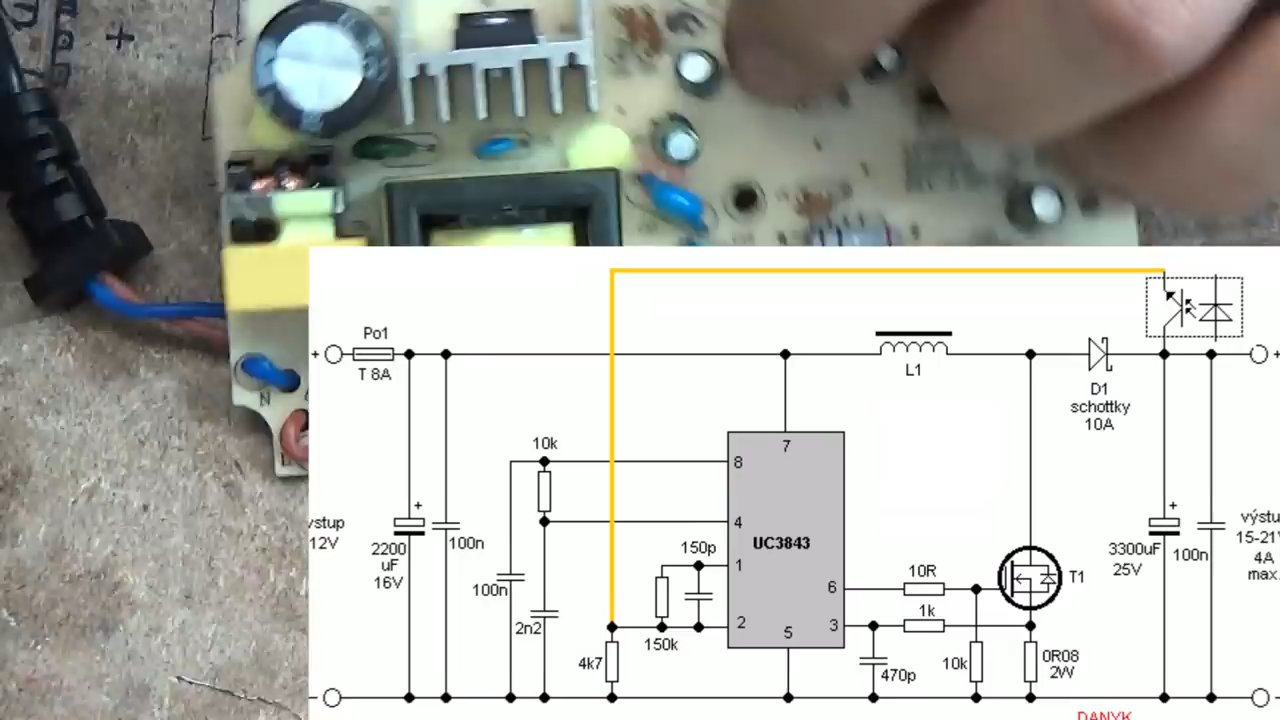 +
N
Po1
+
T 8A
L1
D1
schottky
10A
+
10k
7
8
4
UC3843
150p
1
+
2200
uF
16V
100n
100n
2n2
150k
2
4k7
5
6
3
10R
1k
470p
10k
T1
0R08
2W
+
3300uF
25V
100n
vstup
12V
výstu
15-21V
4A
max.
DANYK